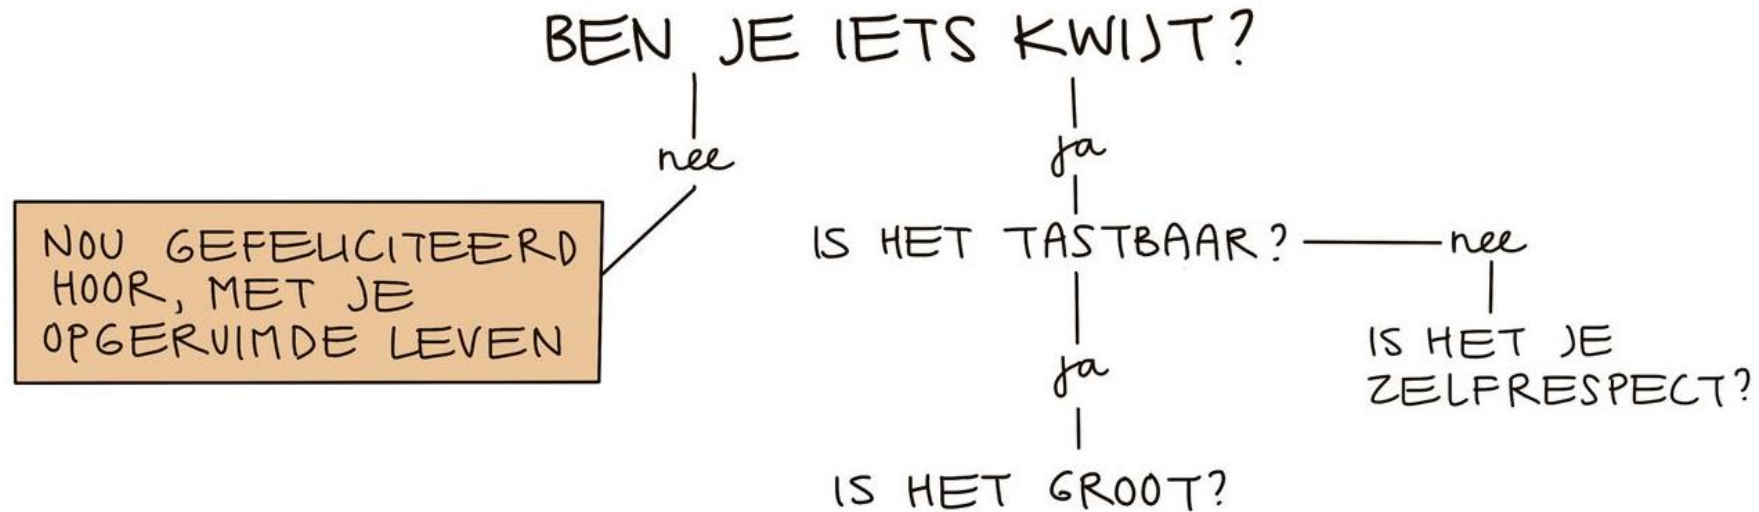 BEN JE IETS KWIJT?
nee
ja
NOU GEFELICITEERD
HOOR, MET JE
OPGERUIMDE LEVEN
IS HET TASTBAAR?
nee
IS HET JE
ZELFRESPECT?
ja
IS HET GROOT?